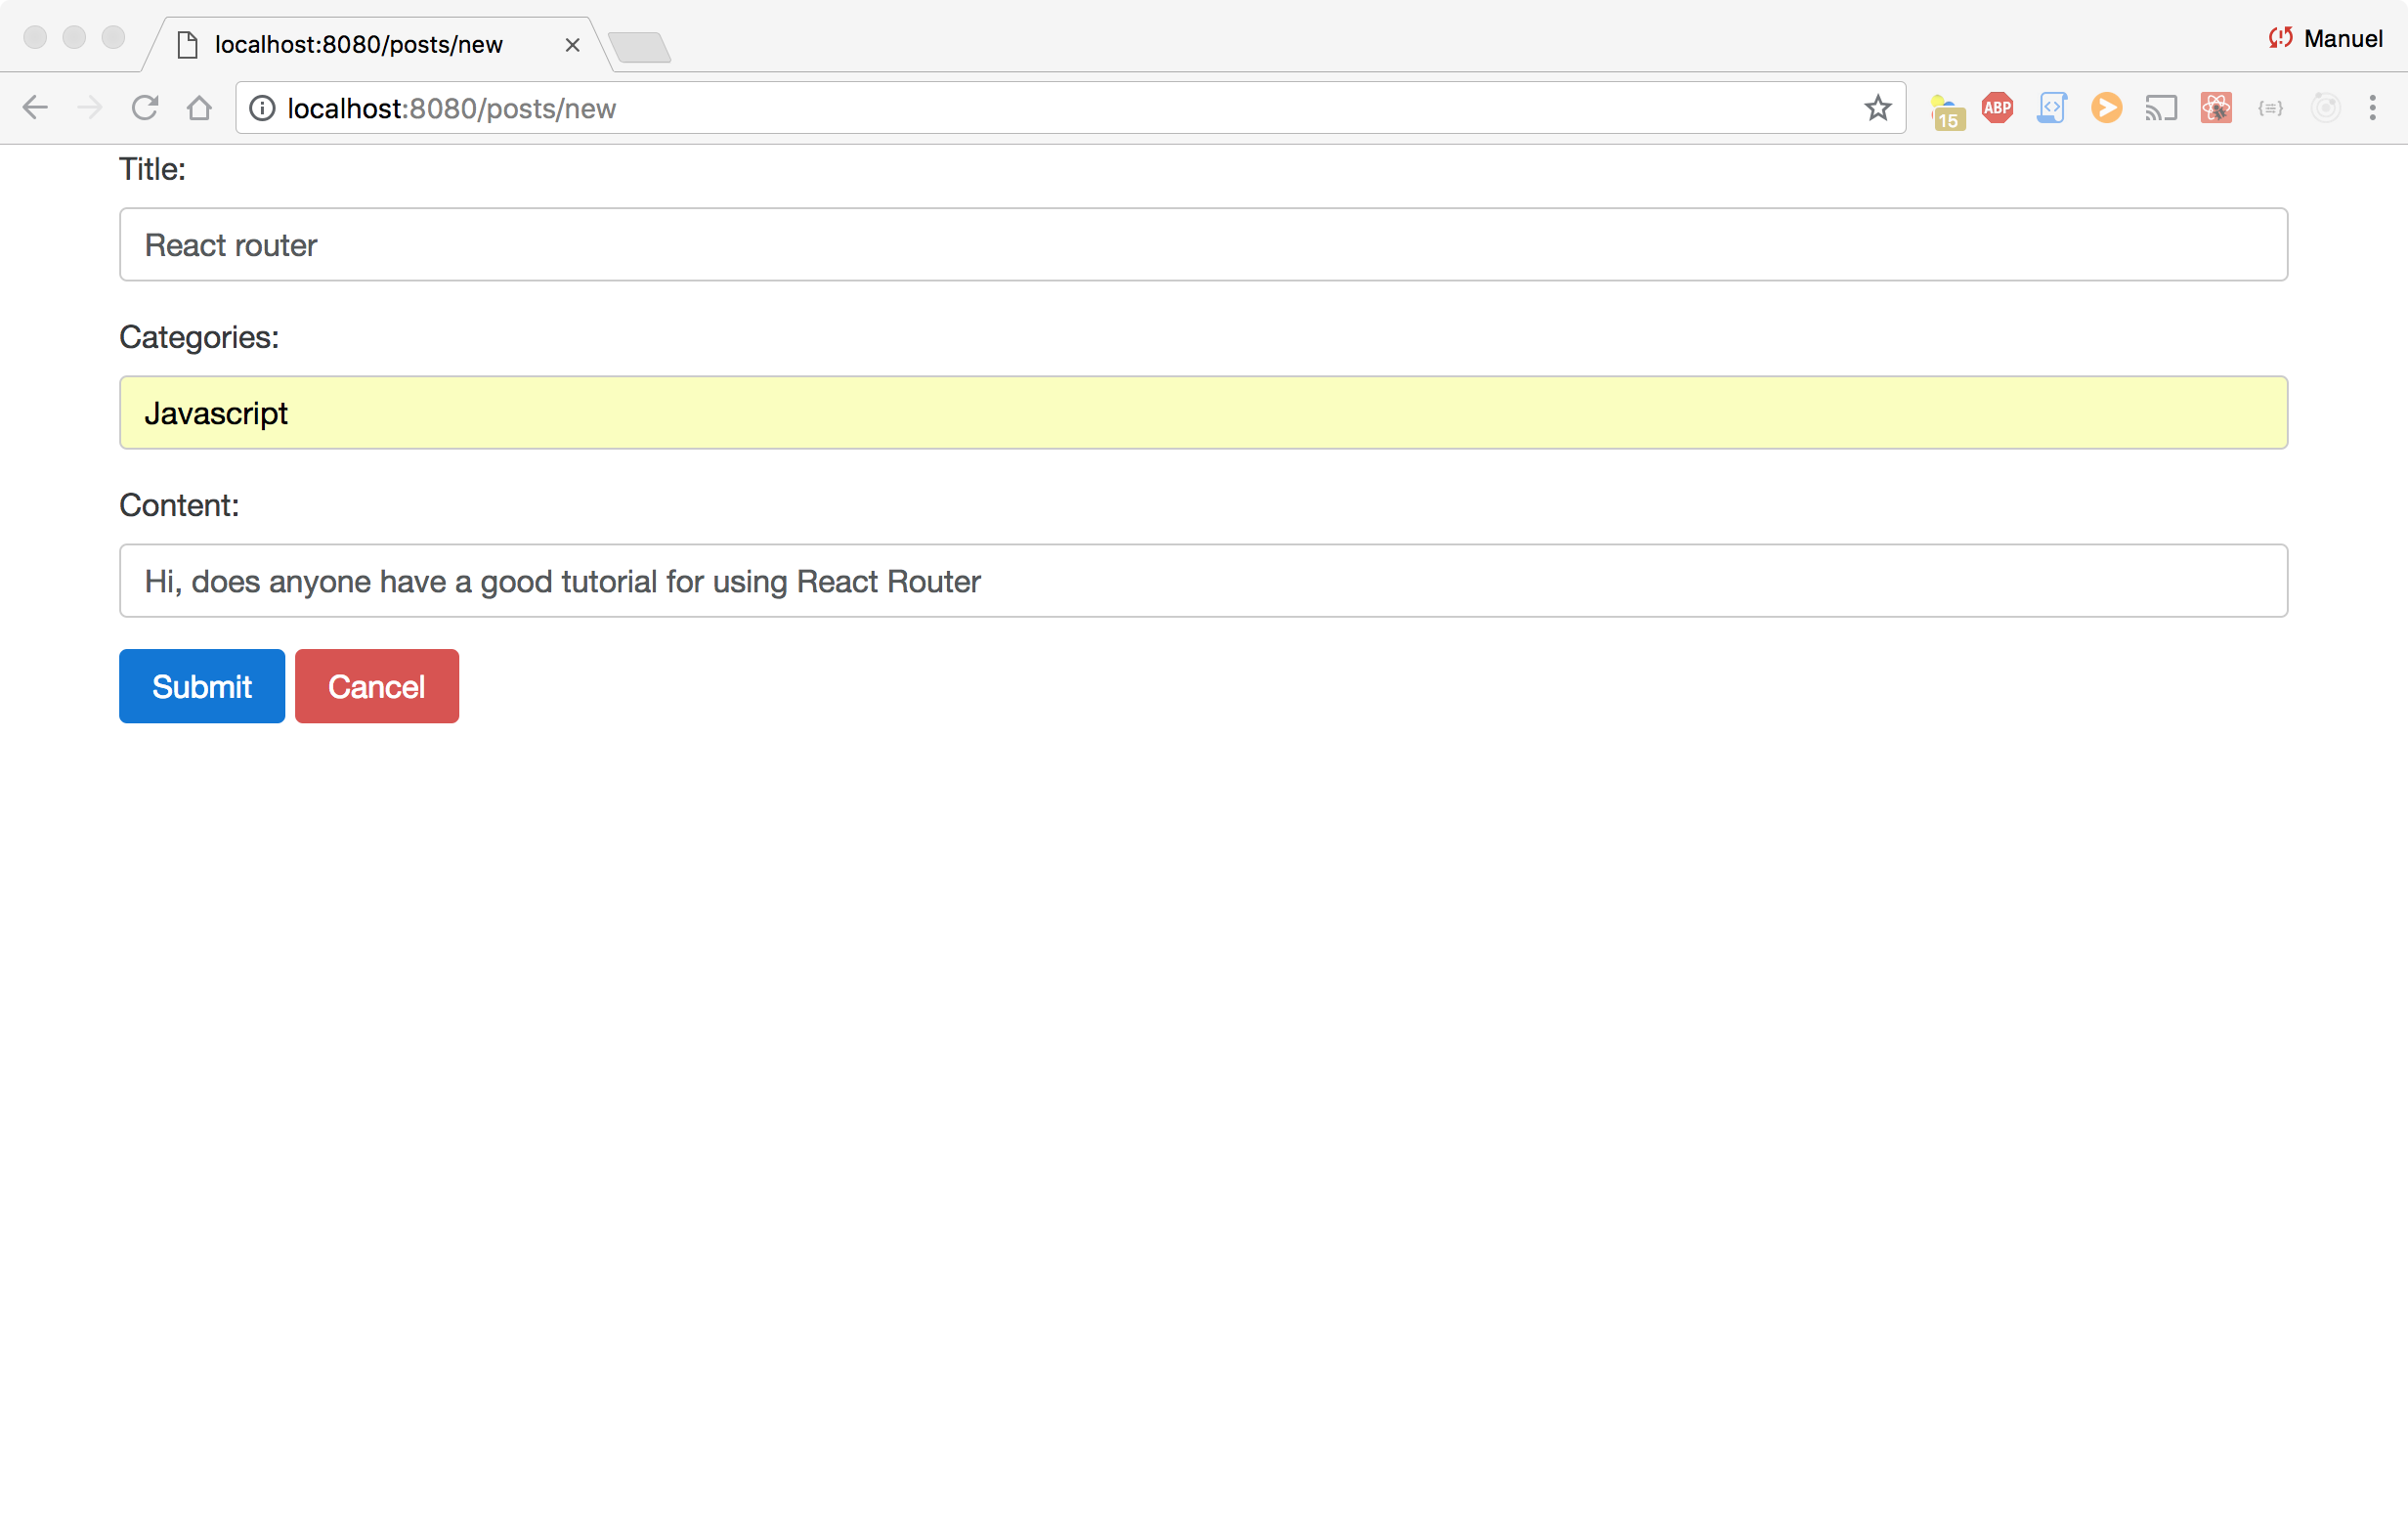 localhost:8080/posts/new
Manuel
localhost:8080/posts/new
15
ABP
Title:
React router
Categories:
Javascript
Content:
Hi, does anyone have a good tutorial for using React Router
Submit Cancel